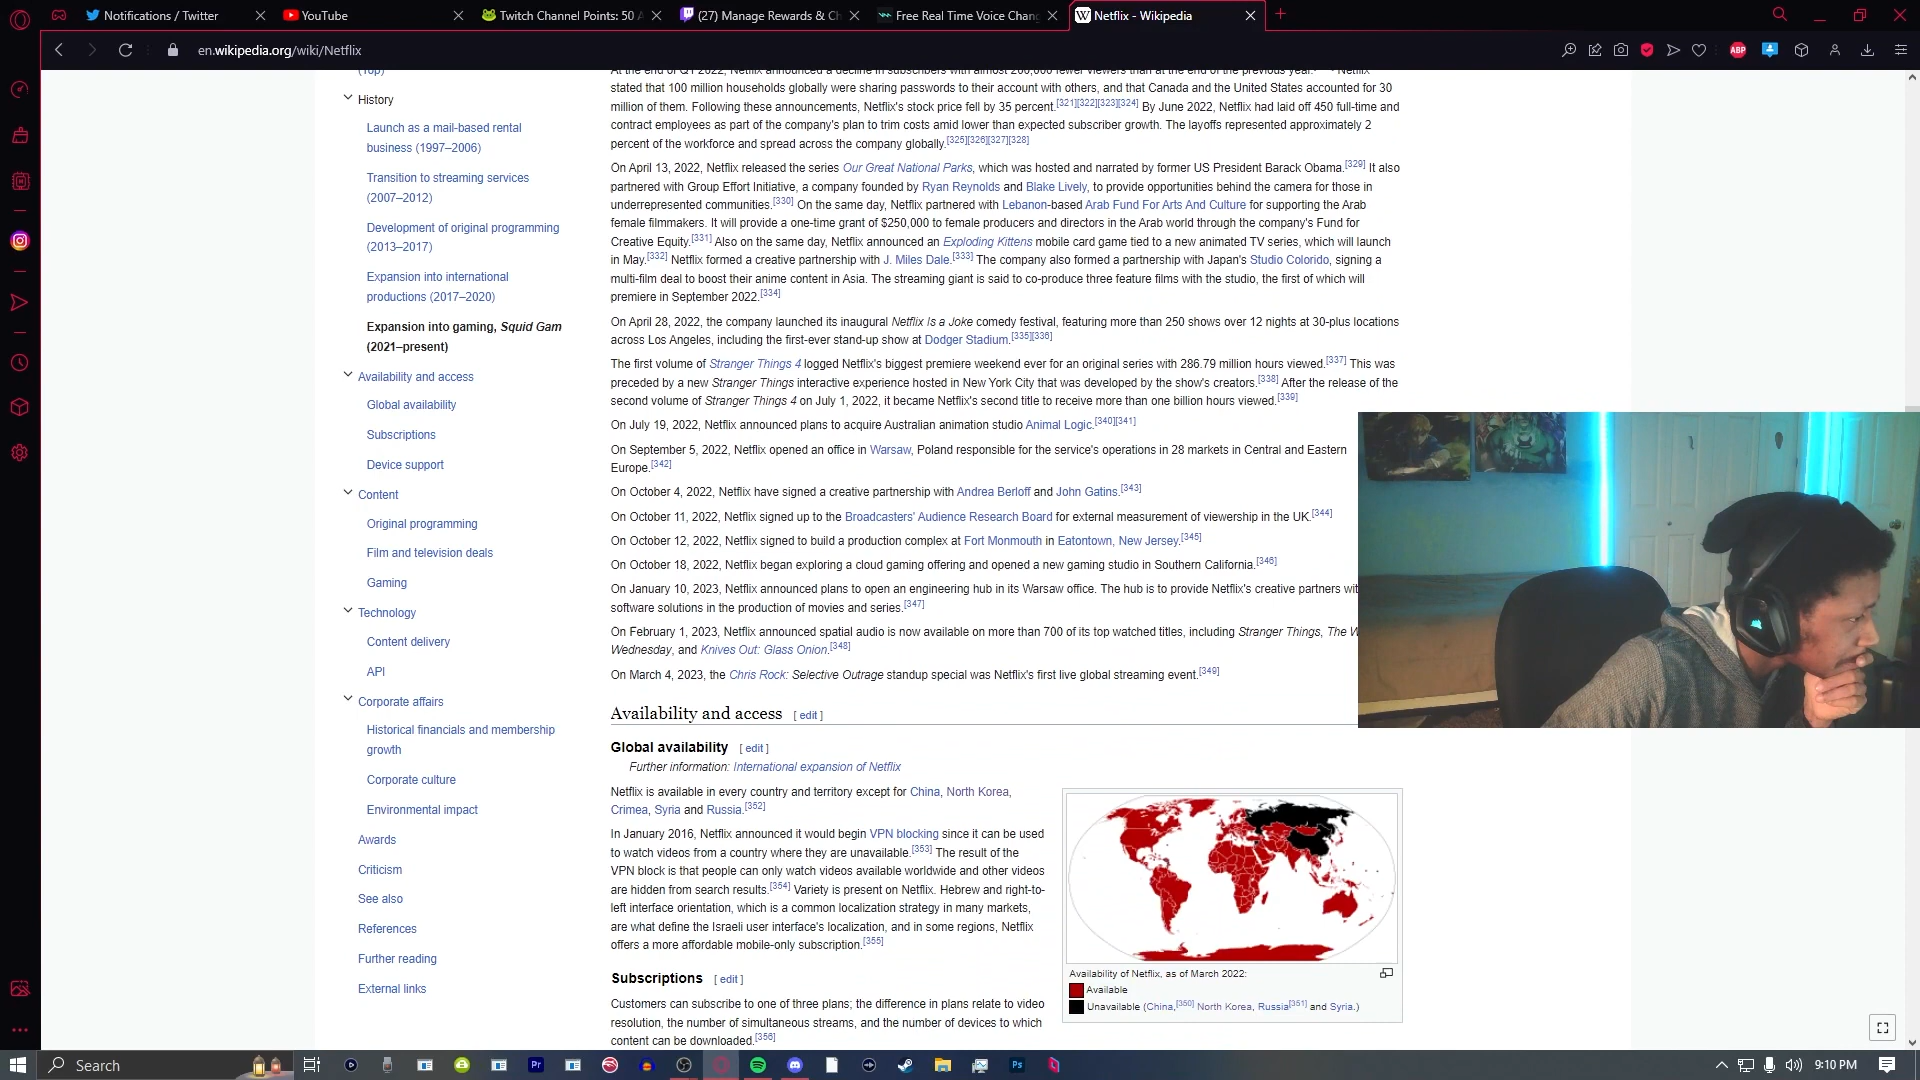 Notifications / Twitter
YouTube
Twitch Channel Points: 50
(27) Manage Rewards & Ch
Free Real Time Voice Chang
Netflix - Wikipedia
en.wikipedia.org/wiki/Netflix
ABP
(Top)
History
Launch as a mail-based rental
business (1997–2006)
Transition to streaming services
(2007–2012)
Development of original programming
(2013–2017)
Expansion into international
productions (2017–2020)
Expansion into gaming, Squid Gam
(2021–present)
Availability and access
Global availability
Subscriptions
Device support
Content
Original programming
Film and television deals
Gaming
Technology
Content delivery
API
Corporate affairs
Historical financials and membership
growth
Corporate culture
Environmental impact
Awards
Criticism
See also
References
Further reading
External links
At the end of Q1 2022, Netflix announced a decline in subscribers with almost 200,000 fewer viewers than at the end of the previous year. Netflix
stated that 100 million households globally were sharing passwords to their account with others, and that Canada and the United States accounted for 30
million of them. Following these announcements, Netflix's stock price fell by 35 percent.[321][322][323][324] By June 2022, Netflix had laid off 450 full-time and
contract employees as part of the company's plan to trim costs amid lower than expected subscriber growth. The layoffs represented approximately 2
percent of the workforce and spread across the company globally.[325][326][327][328]
On April 13, 2022, Netflix released the series Our Great National Parks, which was hosted and narrated by former US President Barack Obama.[329] It also
partnered with Group Effort Initiative, a company founded by Ryan Reynolds and Blake Lively, to provide opportunities behind the camera for those in
underrepresented communities.[330] On the same day, Netflix partnered with Lebanon-based Arab Fund For Arts And Culture for supporting the Arab
female filmmakers. It will provide a one-time grant of $250,000 to female producers and directors in the Arab world through the company's Fund for
Creative Equity.[331] Also on the same day, Netflix announced an Exploding Kittens mobile card game tied to a new animated TV series, which will launch
in May.[332] Netflix formed a creative partnership with J. Miles Dale.[333] The company also formed a partnership with Japan's Studio Colorido, signing a
multi-film deal to boost their anime content in Asia. The streaming giant is said to co-produce three feature films with the studio, the first of which will
premiere in September 2022.[334]
On April 28, 2022, the company launched its inaugural Netflix Is a Joke comedy festival, featuring more than 250 shows over 12 nights at 30-plus locations
across Los Angeles, including the first-ever stand-up show at Dodger Stadium.[335][336]
The first volume of Stranger Things 4 logged Netflix's biggest premiere weekend ever for an original series with 286.79 million hours viewed.[337] This was
preceded by a new Stranger Things interactive experience hosted in New York City that was developed by the show's creators.[338] After the release of the
second volume of Stranger Things 4 on July 1, 2022, it became Netflix's second title to receive more than one billion hours viewed.[339]
On July 19, 2022, Netflix announced plans to acquire Australian animation studio Animal Logic.[340][341]
On September 5, 2022, Netflix opened an office in Warsaw, Poland responsible for the service's operations in 28 markets in Central and Eastern
Europe.[342]
On October 4, 2022, Netflix have signed a creative partnership with Andrea Berloff and John Gatins.[343]
On October 11, 2022, Netflix signed up to the Broadcasters' Audience Research Board for external measurement of viewership in the UK.[344]
On October 12, 2022, Netflix signed to build a production complex at Fort Monmouth in Eatontown, New Jersey.[345]
On October 18, 2022, Netflix began exploring a cloud gaming offering and opened a new gaming studio in Southern California.[346]
On January 10, 2023, Netflix announced plans to open an engineering hub in its Warsaw office. The hub is to provide Netflix's creative partners wit
software solutions in the production of movies and series.[347]
On February 1, 2023, Netflix announced spatial audio is now available on more than 700 of its top watched titles, including Stranger Things, The W
Wednesday, and Knives Out: Glass Onion.[348]
On March 4, 2023, the Chris Rock: Selective Outrage standup special was Netflix's first live global streaming event.[349]
Availability and access [ edit ]
Global availability [ edit ]
Further information: International expansion of Netflix
Netflix is available in every country and territory except for China, North Korea,
Crimea, Syria and Russia.[352]
In January 2016, Netflix announced it would begin VPN blocking since it can be used
to watch videos from a country where they are unavailable.[353] The result of the
VPN block is that people can only watch videos available worldwide and other videos
are hidden from search results.[354] Variety is present on Netflix. Hebrew and right-to-
left interface orientation, which is a common localization strategy in many markets,
are what define the Israeli user interface's localization, and in some regions, Netflix
offers a more affordable mobile-only subscription.[355]
Subscriptions [ edit ]
Customers can subscribe to one of three plans; the difference in plans relate to video
resolution, the number of simultaneous streams, and the number of devices to which
content can be downloaded.[356]
Availability of Netflix, as of March 2022:
Available
Unavailable (China,[350] North Korea, Russia[351] and Syria.)
Search
Pr
Ps
9:10 PM